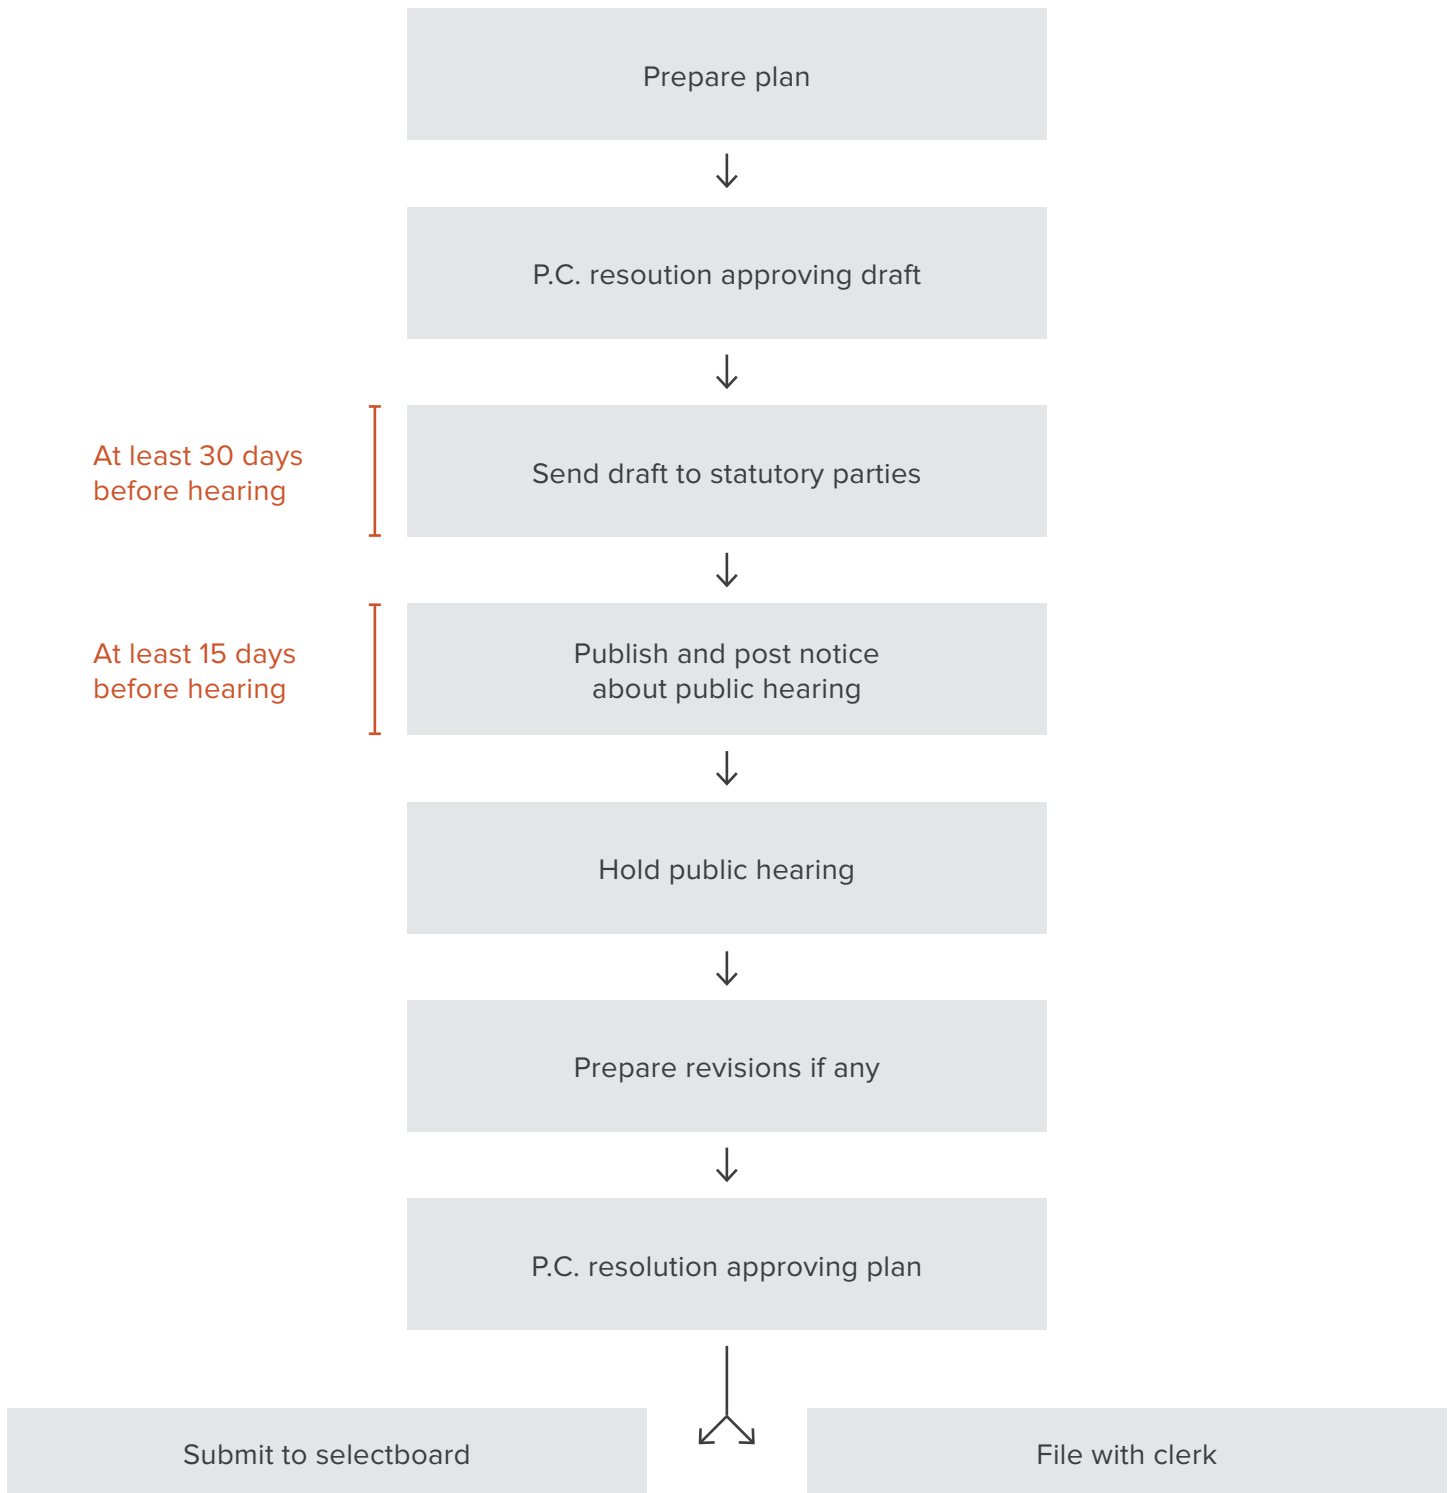 Prepare plan
P.C. resoution approving draft
At least 30 days
before hearing
Send draft to statutory parties
At least 15 days
before hearing
Publish and post notice
about public hearing
Hold public hearing
Prepare revisions if any
P.C. resolution approving plan
Submit to selectboard
File with clerk